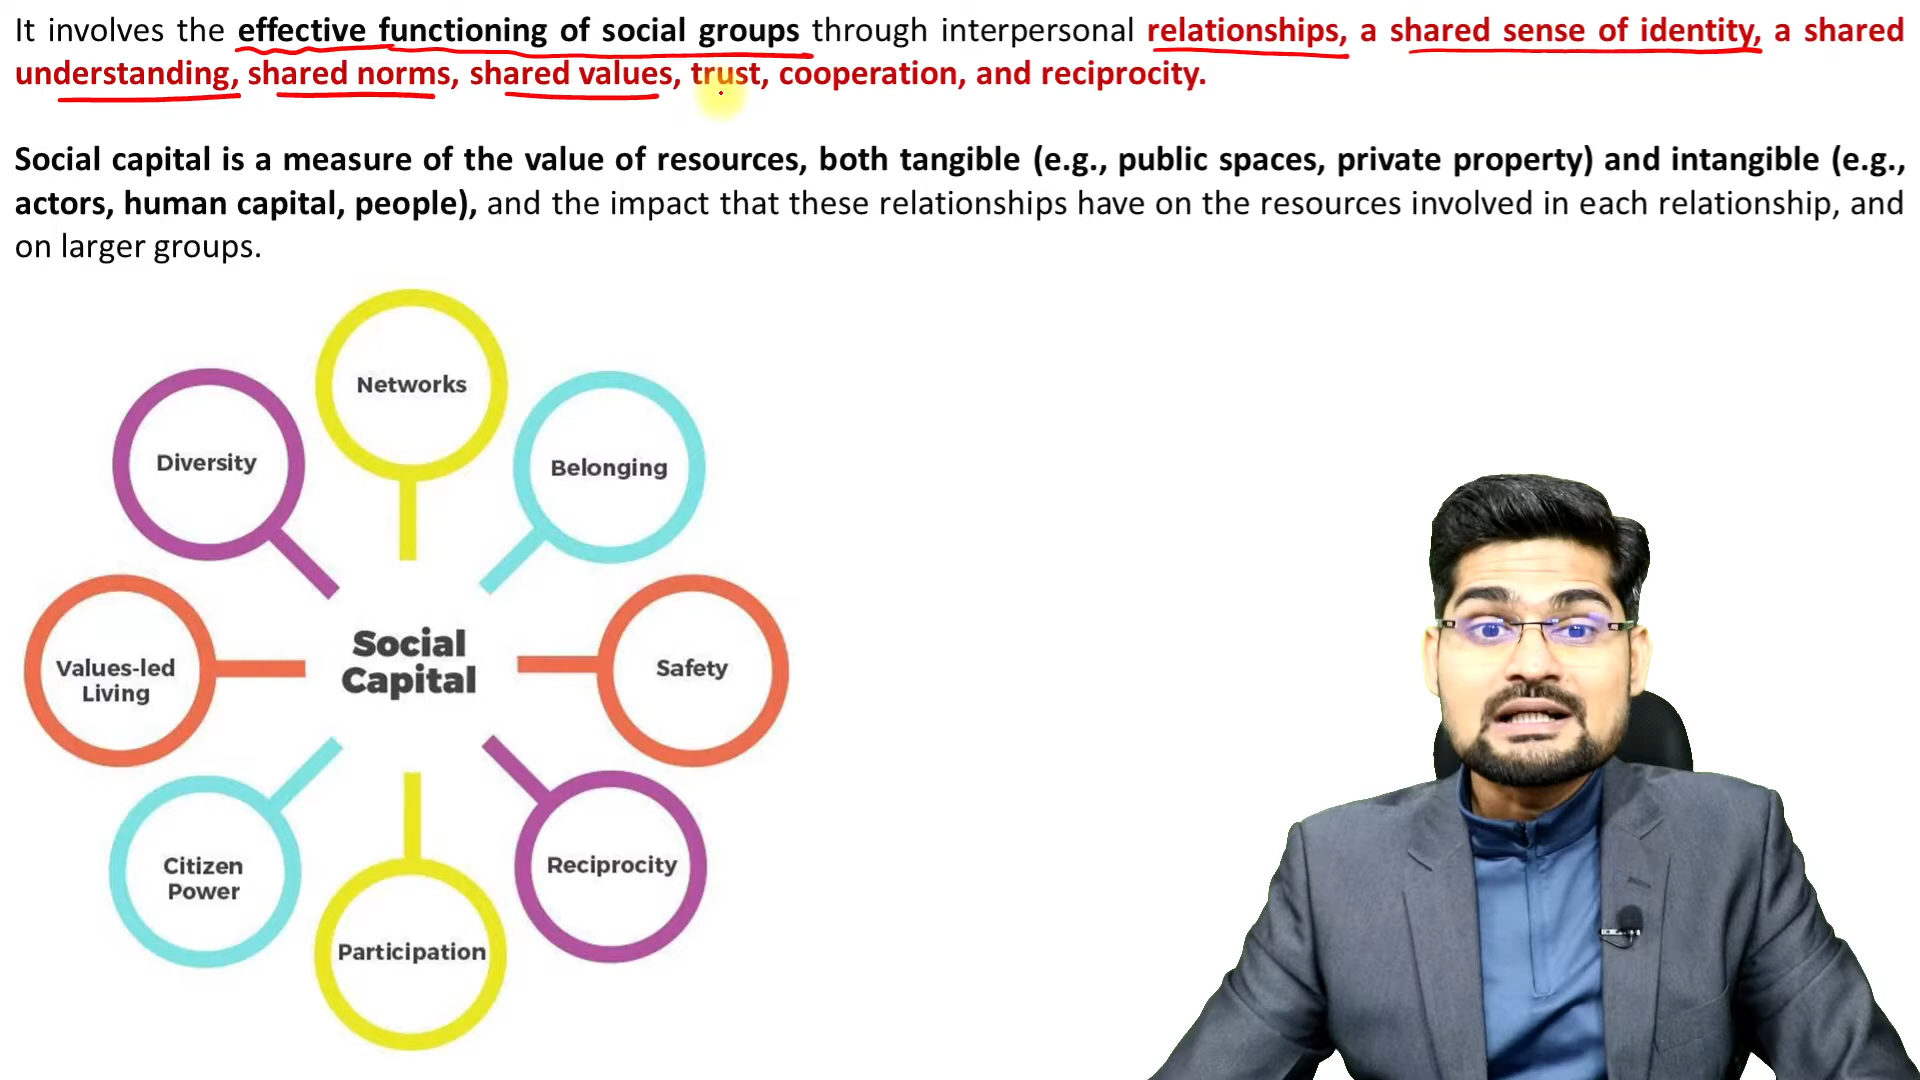 It involves the effective functioning of social groups through interpersonal relationships, a shared sense of identity, a shared
understanding, shared norms, shared values, trust, cooperation, and reciprocity.
Social capital is a measure of the value of resources, both tangible (e.g., public spaces, private property) and intangible (e.g.,
actors, human capital, people), and the impact that these relationships have on the resources involved in each relationship, and
on larger groups.
Networks
Diversity
Belonging
Social
Capital
Values-led
Living
Safety
Citizen
Power
Reciprocity
Participation